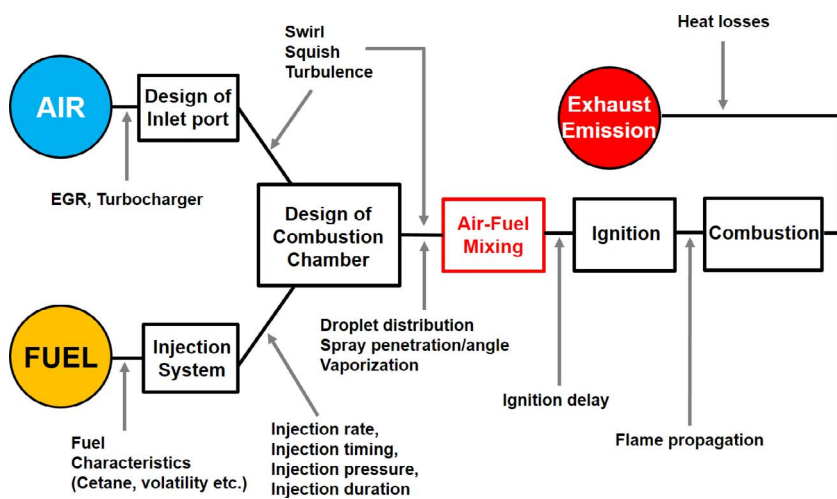 Swirl
Squish
Turbulence
Heat losses
AIR
Design of
Inlet port
Exhaust
Emission
EGR, Turbocharger
Design of
Combustion
Chamber
Air-Fuel
Mixing
Ignition
Combustion
FUEL
Injection
System
Droplet distribution
Spray penetration/angle
Vaporization
Ignition delay
Flame propagation
Fuel
Characteristics
(Cetane, volatility etc.)
Injection rate,
Injection timing,
Injection pressure,
Injection duration